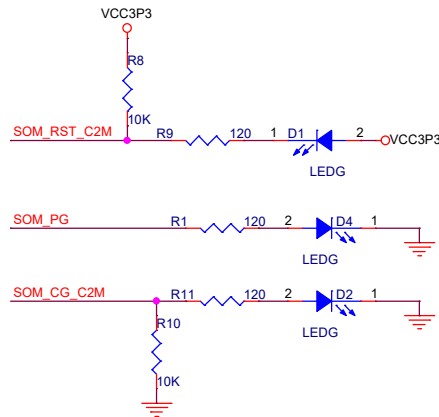 VCC3P3
R8
10K
SOM_RST_C2M
R9
120
1
D1
2
VCC3P3
LEDG
SOM_PG
R1
120
2
D4
1
LEDG
SOM_CG_C2M
R11
120
2
D2
1
LEDG
R10
10K